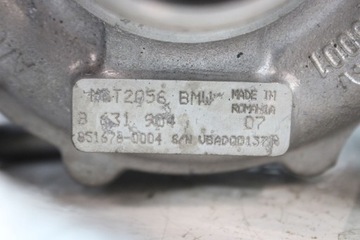 MGT2056 BMW MADE IN
ROMANIA
8 631 904 07
851678-0004 S/N